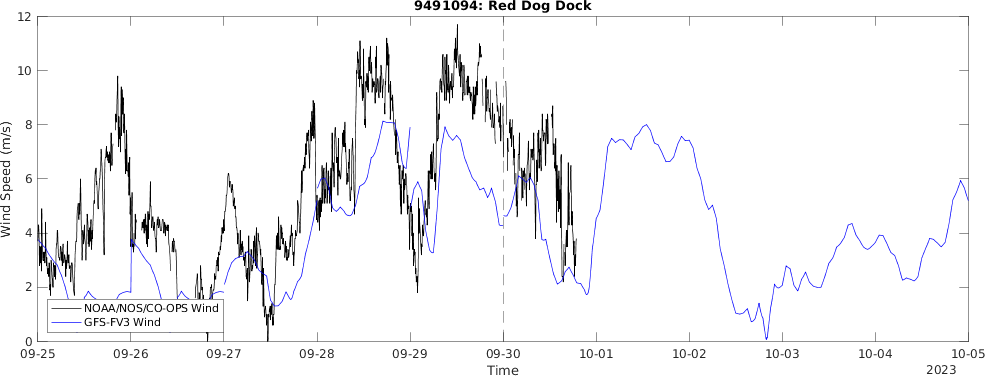 9491094: Red Dog Dock
12
10
8
6
4
2
0
Wind Speed (m/s)
NOAA/NOS/CO-OPS Wind
GFS-FV3 Wind
09-25 09-26 09-27 09-28 09-29 09-30 10-01 10-02 10-03 10-04 10-05
Time
2023